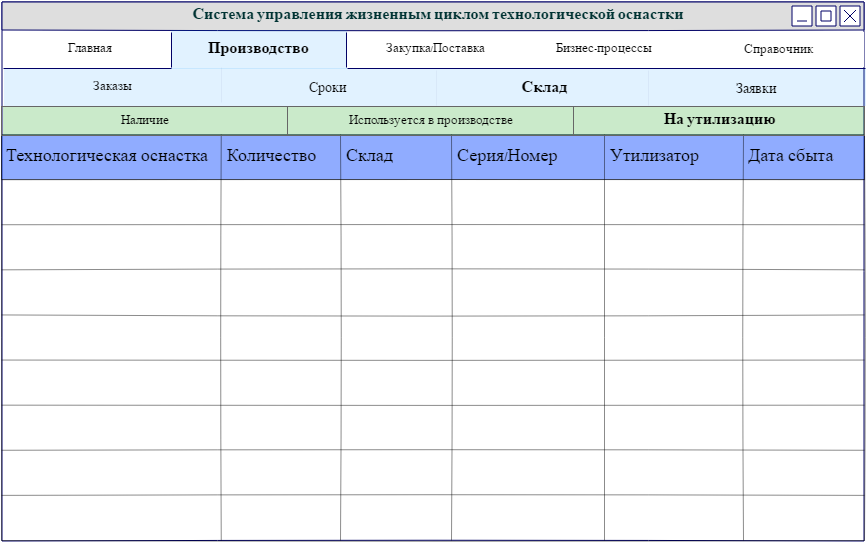 Система управления жизненным циклом технологической оснастки
Главная Производство Закупка/Поставка Бизнес-процессы Справочник
Заказы Сроки Склад Заявки
Наличие Используется в производстве На утилизацию
Технологическая оснастка Количество Склад Серия/Номер Утилизатор Дата сбыта